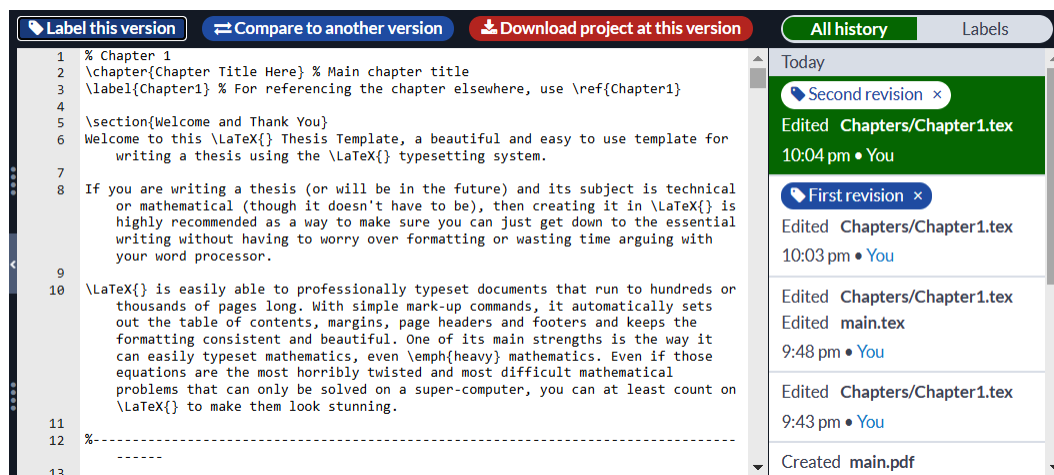 Label this version Compare to another version Download project at this version All history Labels
1 % Chapter 1
2 \chapter{Chapter Title Here} % Main chapter title
3 \label{Chapter1} % For referencing the chapter elsewhere, use \ref{Chapter1}
4
5 \section{Welcome and Thank You}
6 Welcome to this \LaTeX{} Thesis Template, a beautiful and easy to use template for
writing a thesis using the \LaTeX{} typesetting system.
7
8 If you are writing a thesis (or will be in the future) and its subject is technical
or mathematical (though it doesn't have to be), then creating it in \LaTeX{} is
highly recommended as a way to make sure you can just get down to the essential
writing without having to worry over formatting or wasting time arguing with
your word processor.
9
10 \LaTeX{} is easily able to professionally typeset documents that run to hundreds or
thousands of pages long. With simple mark-up commands, it automatically sets
out the table of contents, margins, page headers and footers and keeps the
formatting consistent and beautiful. One of its main strengths is the way it
can easily typeset mathematics, even \emph{heavy} mathematics. Even if those
equations are the most horribly twisted and most difficult mathematical
problems that can only be solved on a super-computer, you can at least count on
\LaTeX{} to make them look stunning.
11
12 %----------------------------------------------------------------------------------
------
13
Today
Second revision ×
Edited Chapters/Chapter1.tex
10:04 pm • You
First revision ×
Edited Chapters/Chapter1.tex
10:03 pm • You
Edited Chapters/Chapter1.tex
Edited main.tex
9:48 pm • You
Edited Chapters/Chapter1.tex
9:43 pm • You
Created main.pdf